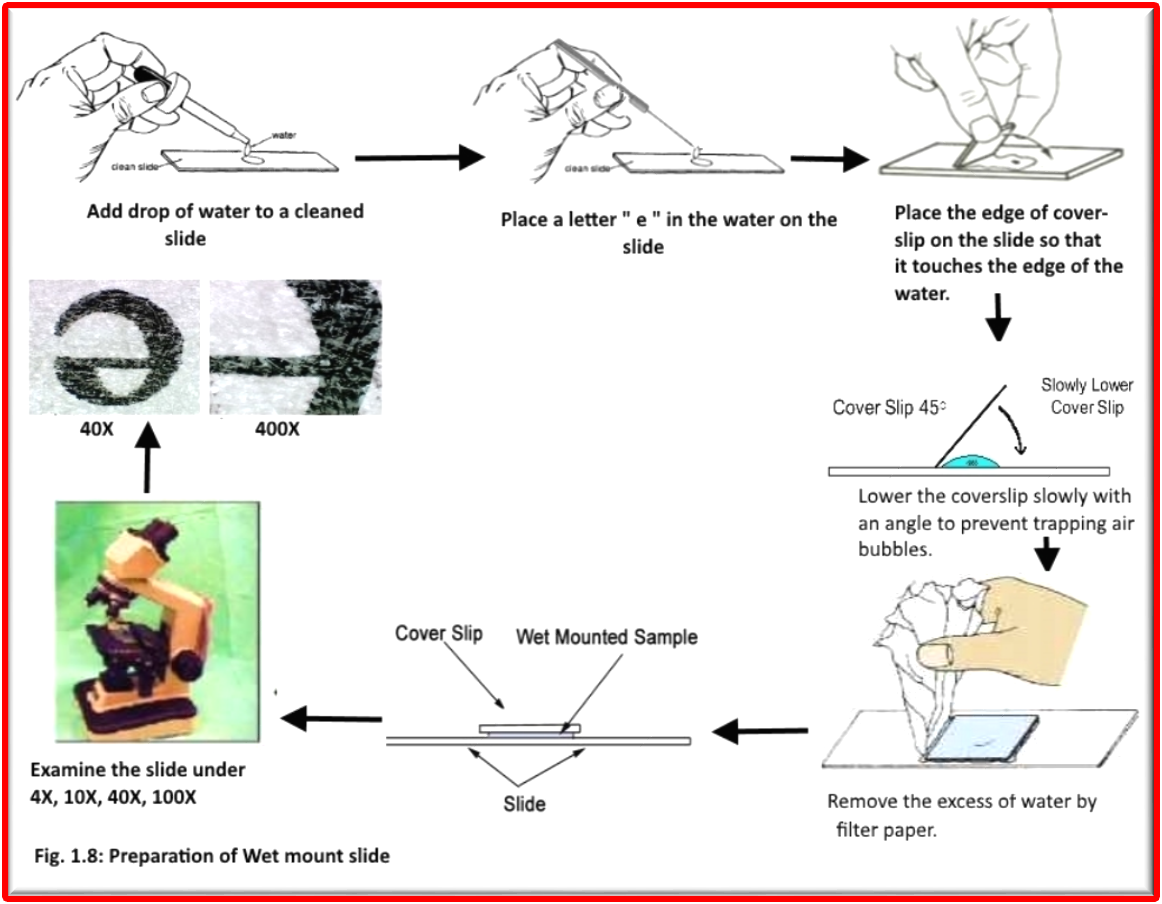 water
clean slide
Add drop of water to a cleaned
slide
clean slide
Place a letter " e " in the water on the
slide
Place the edge of cover-
slip on the slide so that
it touches the edge of the
water.
Cover Slip 45°
Slowly Lower
Cover Slip
Lower the coverslip slowly with
an angle to prevent trapping air
bubbles.
Remove the excess of water by
filter paper.
Cover Slip
Wet Mounted Sample
Slide
Examine the slide under
4X, 10X, 40X, 100X
40X
400X
Fig. 1.8: Preparation of Wet mount slide